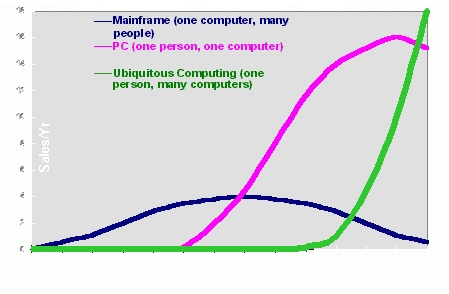 Mainframe (one computer, many
people)
PC (one person, one computer)
Ubiquitous Computing (one
person, many computers)
Sales/Yr